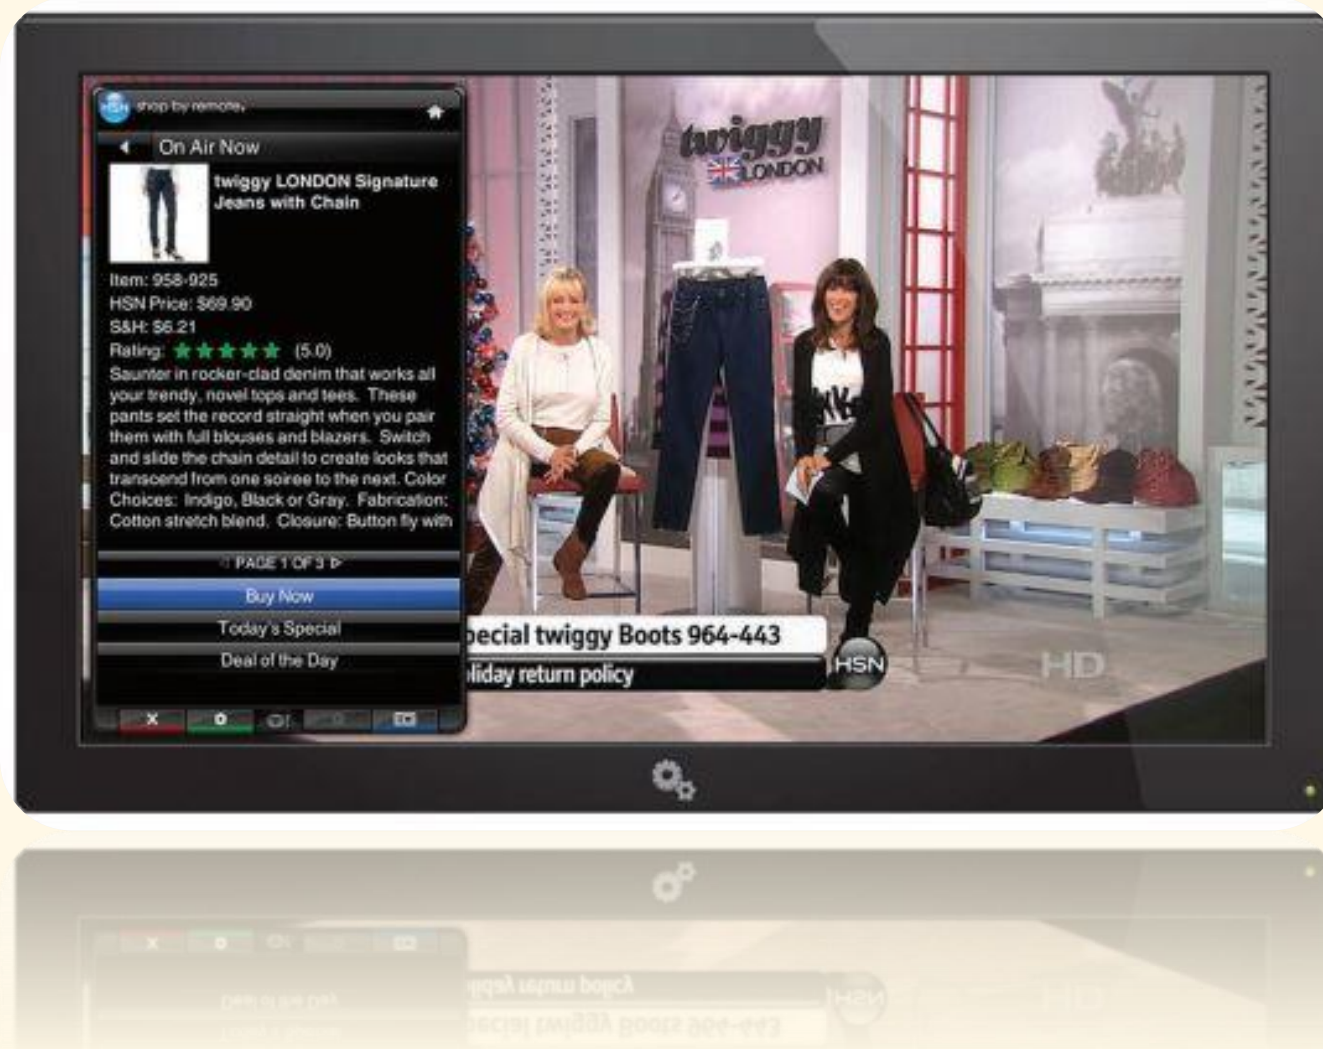 HSN shop by remote.
On Air Now
twiggy LONDON Signature
Jeans with Chain
Item: 958-925
HSN Price: $69.90
S&H: $6.21
Rating: (5.0)
Saunter in rocker-clad denim that works all
your trendy, novel tops and tees. These
pants set the record straight when you pair
them with full blouses and blazers. Switch
and slide the chain detail to create looks that
transcend from one soiree to the next. Color
Choices: Indigo, Black or Gray. Fabrication:
Cotton stretch blend. Closure: Button fly with
PAGE 1 OF 3
Buy Now
Today's Special
Deal of the Day
twiggy
LONDON
pecial twiggy Boots 964-443
liday return policy
HSN
HD